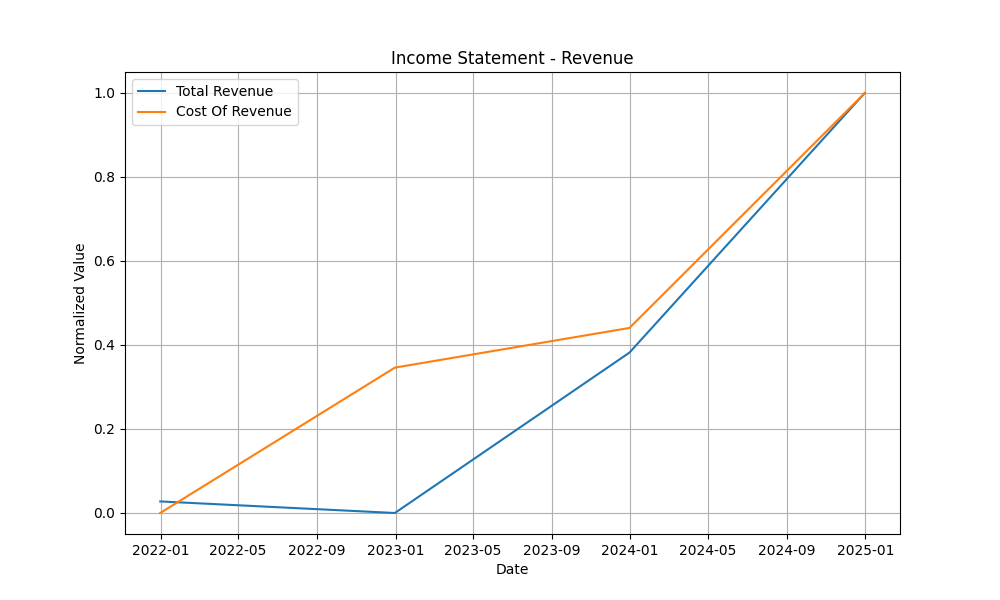 Income Statement - Revenue
Total Revenue
Cost Of Revenue
Normalized Value
1.0
0.8
0.6
0.4
0.2
0.0
2022-01 2022-05 2022-09 2023-01 2023-05 2023-09 2024-01 2024-05 2024-09 2025-01
Date